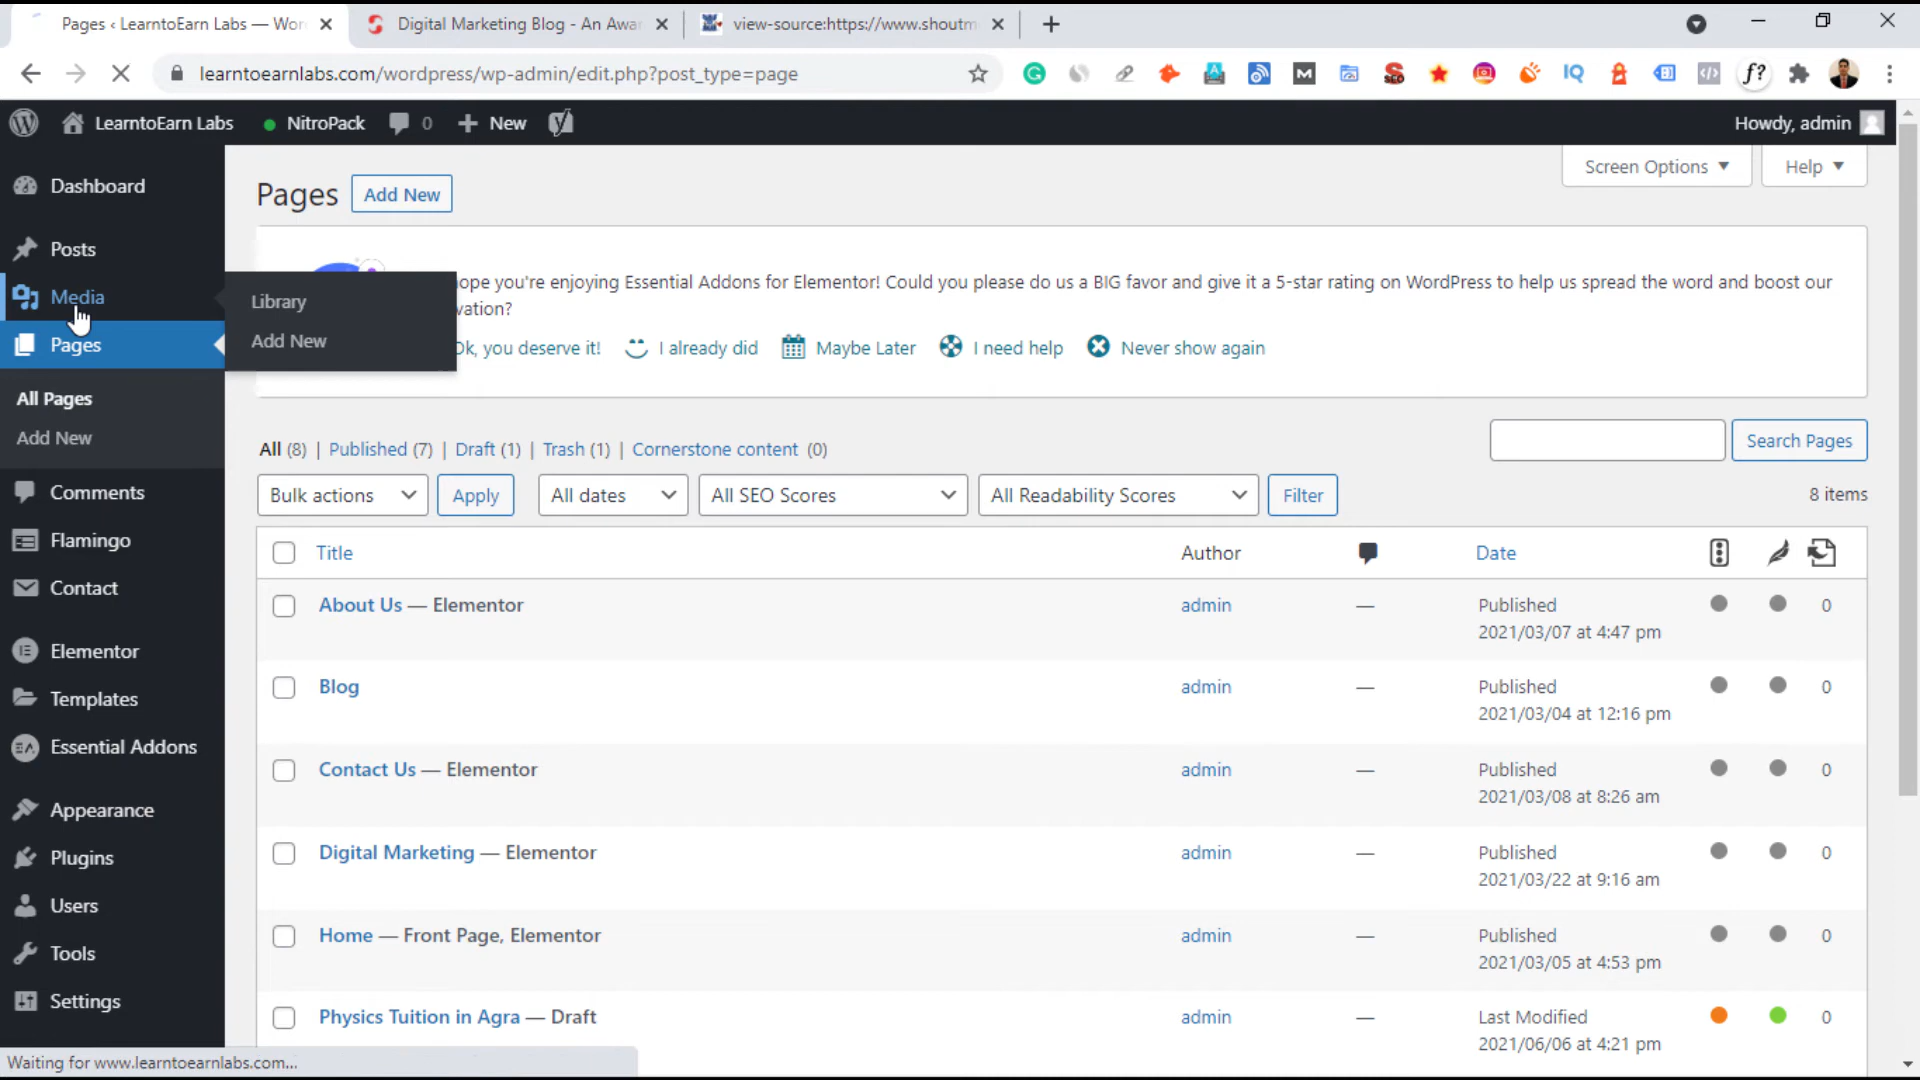 Pages ‹ LearntoEarn Labs — Wor
Digital Marketing Blog - An Awa
view-source:https://www.shoutm
learntoearnlabs.com/wordpress/wp-admin/edit.php?post_type=page
LearntoEarn Labs
NitroPack
0
New
Howdy, admin
Dashboard
Posts
Media
Pages
All Pages
Add New
Comments
Flamingo
Contact
Elementor
Templates
Essential Addons
Appearance
Plugins
Users
Tools
Settings
Library
Add New
Pages
Add New
Screen Options
Help
ope you're enjoying Essential Addons for Elementor! Could you please do us a BIG favor and give it a 5-star rating on WordPress to help us spread the word and boost our
vation?
Ok, you deserve it!
I already did
Maybe Later
I need help
Never show again
All (8) | Published (7) | Draft (1) | Trash (1) | Cornerstone content (0)
Search Pages
Bulk actions
Apply
All dates
All SEO Scores
All Readability Scores
Filter
8 items
Title
Author
Date
About Us — Elementor
admin
—
Published
2021/03/07 at 4:47 pm
0
Blog
admin
—
Published
2021/03/04 at 12:16 pm
0
Contact Us — Elementor
admin
—
Published
2021/03/08 at 8:26 am
0
Digital Marketing — Elementor
admin
—
Published
2021/03/22 at 9:16 am
0
Home — Front Page, Elementor
admin
—
Published
2021/03/05 at 4:53 pm
0
Physics Tuition in Agra — Draft
admin
—
Last Modified
2021/06/06 at 4:21 pm
0
Waiting for www.learntoearnlabs.com...